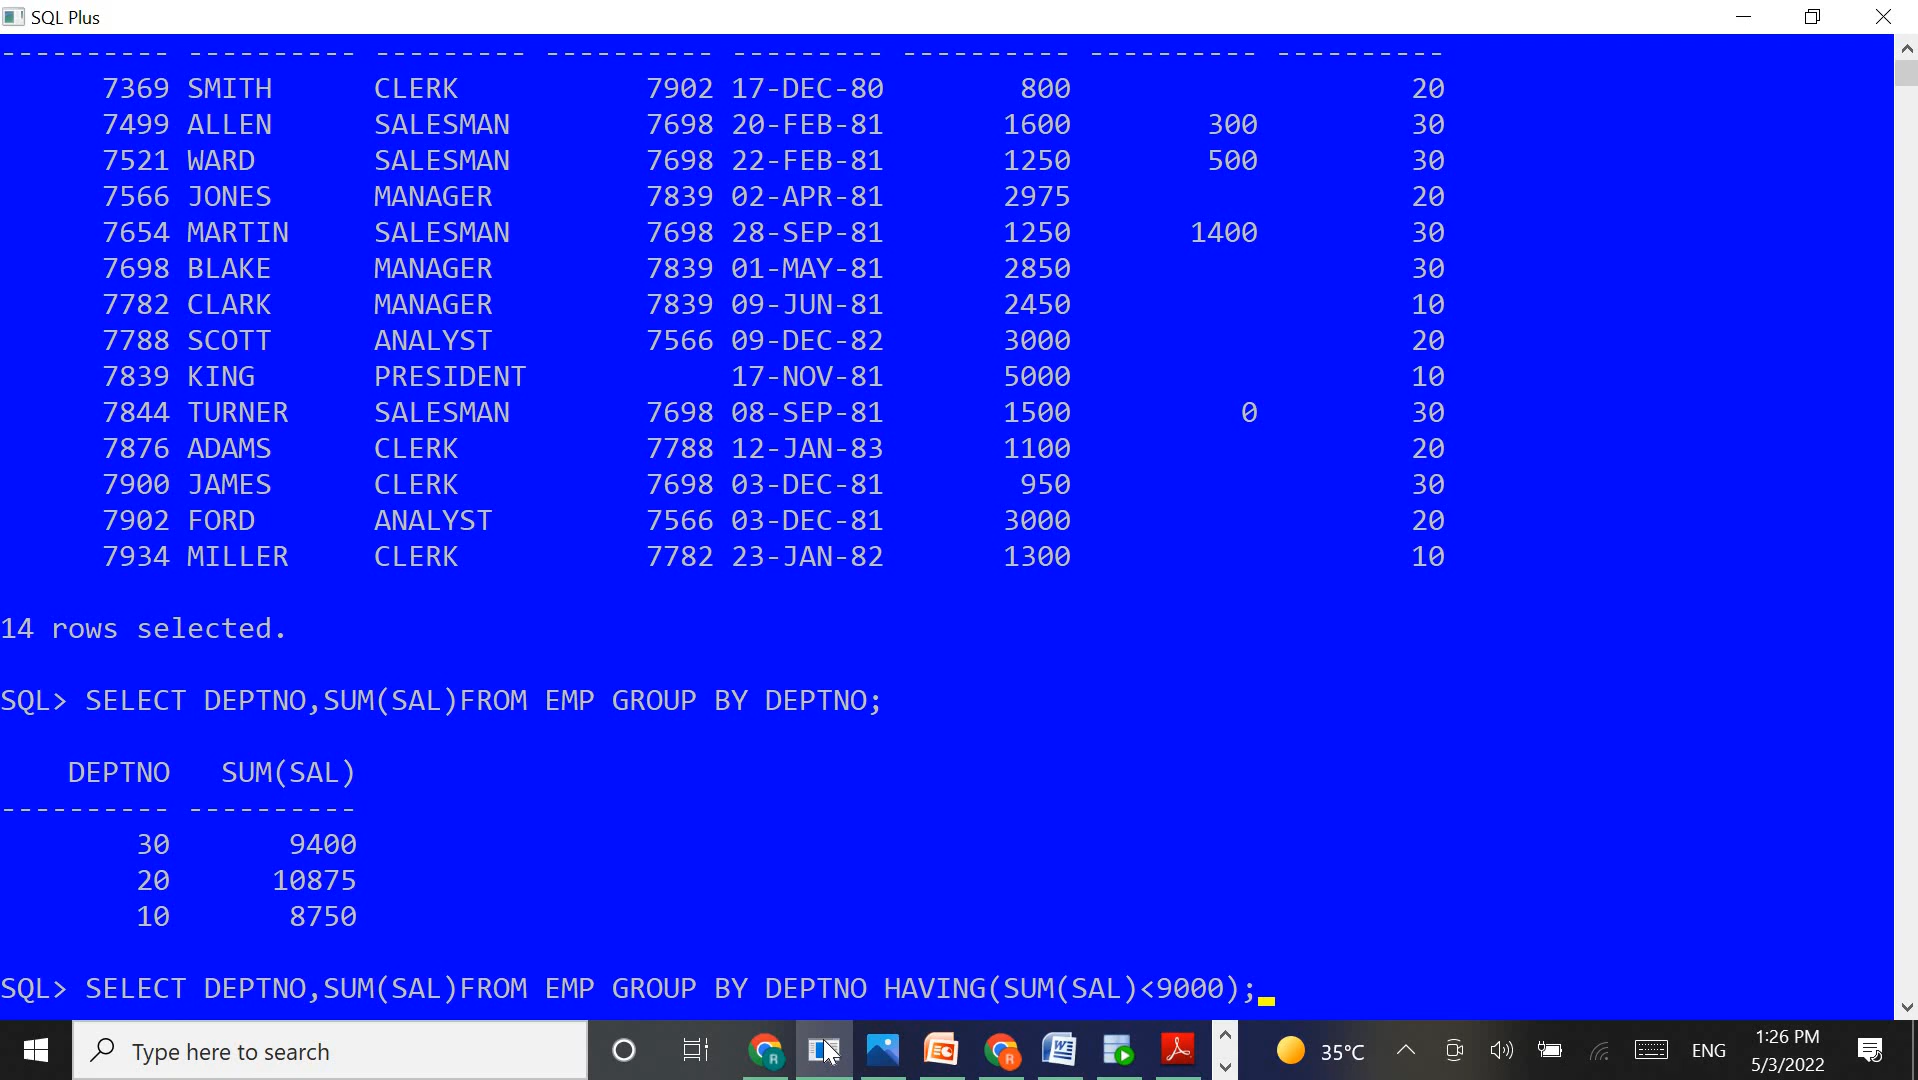 SQL Plus
---------- ---------- --------- ---------- --------- ---------- ---------- ----------
7369 SMITH CLERK 7902 17-DEC-80 800 20
7499 ALLEN SALESMAN 7698 20-FEB-81 1600 300 30
7521 WARD SALESMAN 7698 22-FEB-81 1250 500 30
7566 JONES MANAGER 7839 02-APR-81 2975 20
7654 MARTIN SALESMAN 7698 28-SEP-81 1250 1400 30
7698 BLAKE MANAGER 7839 01-MAY-81 2850 30
7782 CLARK MANAGER 7839 09-JUN-81 2450 10
7788 SCOTT ANALYST 7566 09-DEC-82 3000 20
7839 KING PRESIDENT 17-NOV-81 5000 10
7844 TURNER SALESMAN 7698 08-SEP-81 1500 0 30
7876 ADAMS CLERK 7788 12-JAN-83 1100 20
7900 JAMES CLERK 7698 03-DEC-81 950 30
7902 FORD ANALYST 7566 03-DEC-81 3000 20
7934 MILLER CLERK 7782 23-JAN-82 1300 10
14 rows selected.
SQL> SELECT DEPTNO,SUM(SAL)FROM EMP GROUP BY DEPTNO;
DEPTNO SUM(SAL)
---------- ----------
30 9400
20 10875
10 8750
SQL> SELECT DEPTNO,SUM(SAL)FROM EMP GROUP BY DEPTNO HAVING(SUM(SAL)<9000);
Type here to search
35°C
ENG
1:26 PM
5/3/2022